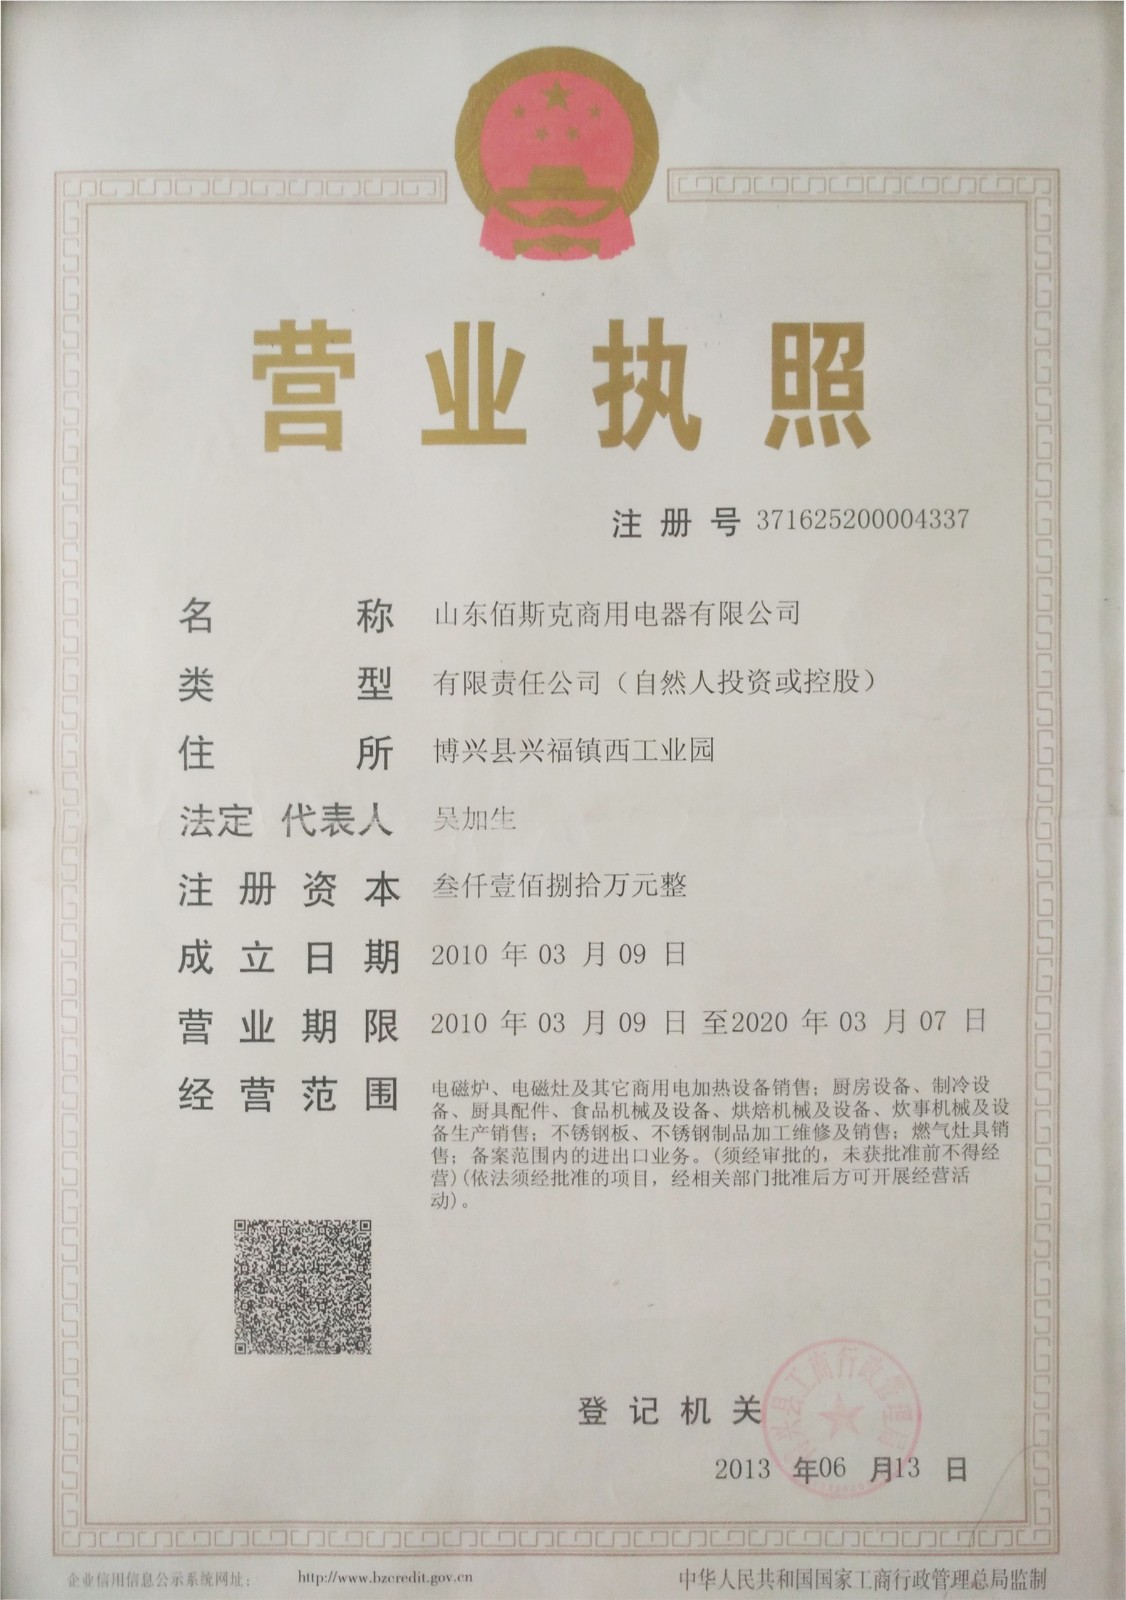 营业执照
注册号 371625200004337
名称 山东佰斯克商用电器有限公司
类型 有限责任公司（自然人投资或控股）
住所 博兴县兴福镇西工业园
法定代表人 吴加生
注册资本 叁仟壹佰捌拾万元整
成立日期 2010 年 03 月 09 日
营业期限 2010 年 03 月 09 日 至2020 年 03 月 07 日
经营范围 电磁炉、电磁灶及其它商用电加热设备销售；厨房设备、制冷设
备、厨具配件、食品机械及设备、烘焙机械及设备、炊事机械及设
备生产销售；不锈钢板、不锈钢制品加工维修及销售；燃气灶具销
售；备案范围内的进出口业务。(须经审批的，未获批准前不得经
营)(依法须经批准的项目，经相关部门批准后方可开展经营活
动)。
登记机关
博兴县工商行政管理局
2013 年06 月13 日
企业信用信息公示系统网址： http://www.bzcredit.gov.cn 中华人民共和国国家工商行政管理总局监制